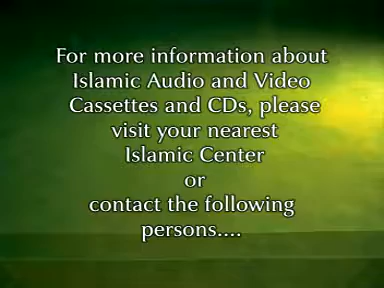 For more information about
Islamic Audio and Video
Cassettes and CDs, please
visit your nearest
Islamic Center
or
contact the following
persons....